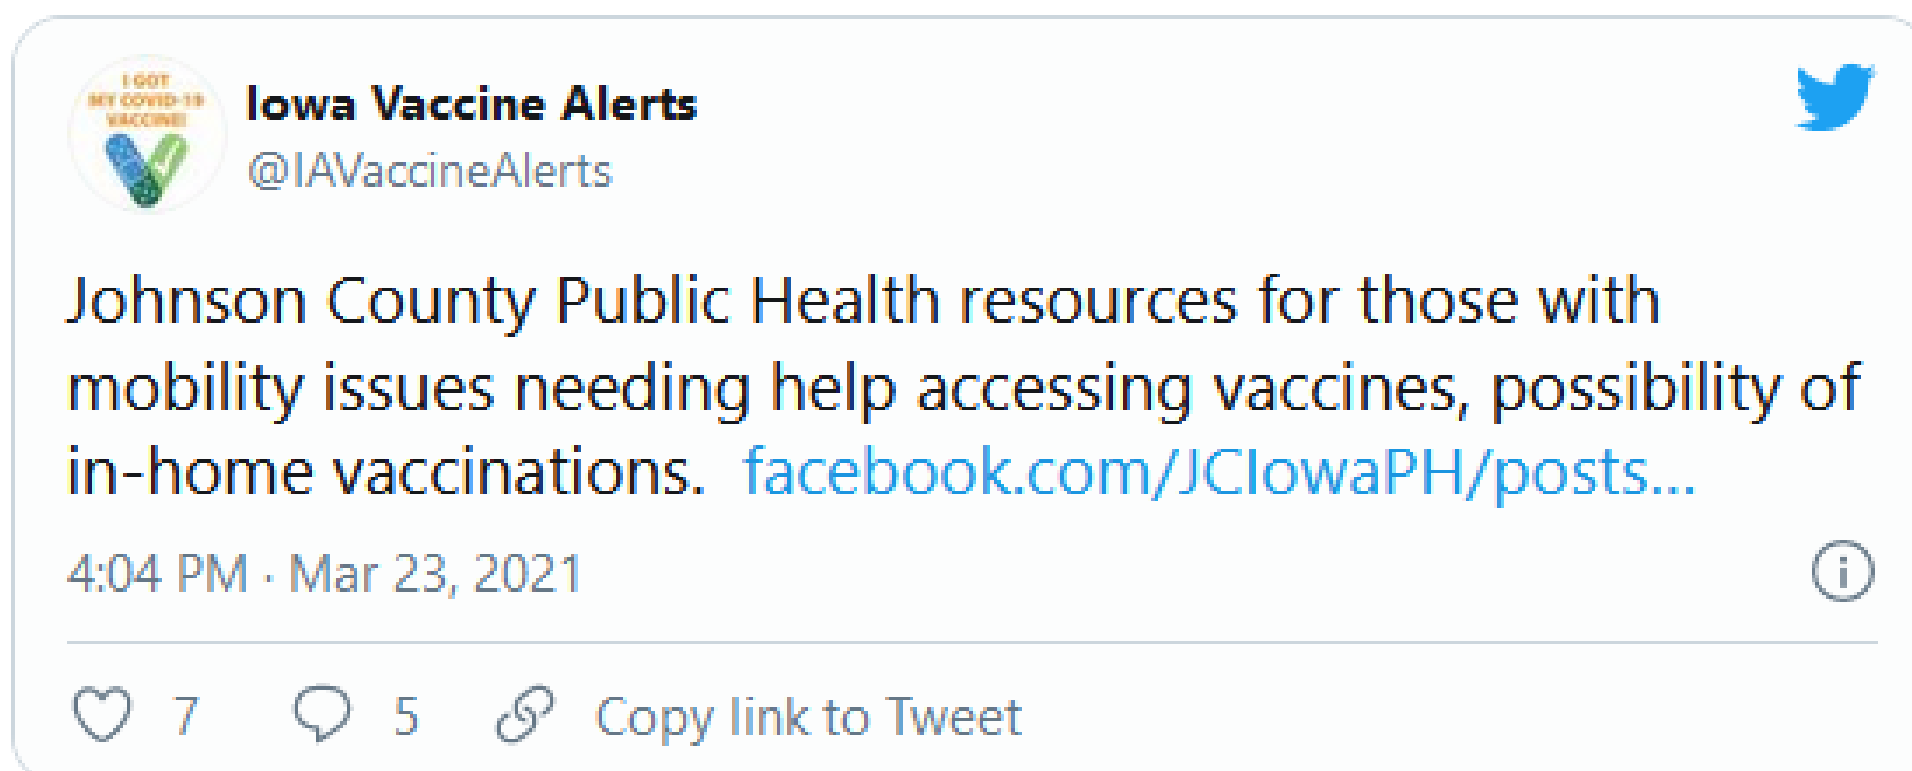 I GOT
MY COVID-19
VACCINE!
Iowa Vaccine Alerts
@IAVaccineAlerts
Johnson County Public Health resources for those with
mobility issues needing help accessing vaccines, possibility of
in-home vaccinations.  facebook.com/JCIowaPH/posts...
4:04 PM · Mar 23, 2021
7 5 Copy link to Tweet